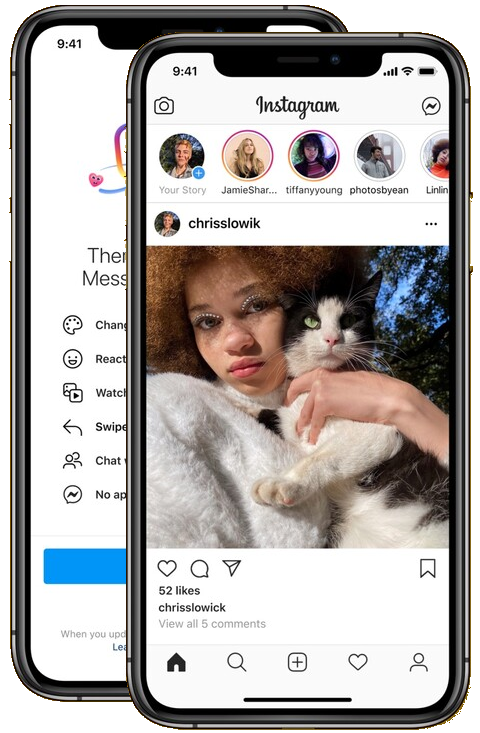 9:41
Ther
Mess
Chang
React
Watch
Swipe
Chat w
No ap
When you upd
Lea
9:41
Instagram
Your Story
JamieShar...
tiffanyyoung
photosbyean
Linlin
chrisslowik
52 likes
chrisslowick
View all 5 comments